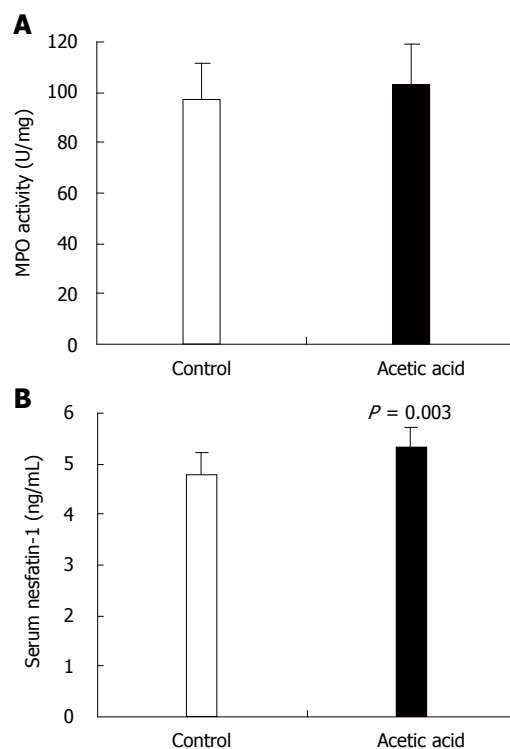 A
MPO activity (U/mg)
120
100
80
60
40
20
0
Control Acetic acid
B
Serum nesfatin-1 (ng/mL)
P = 0.003
6
5
4
3
2
1
0
Control Acetic acid